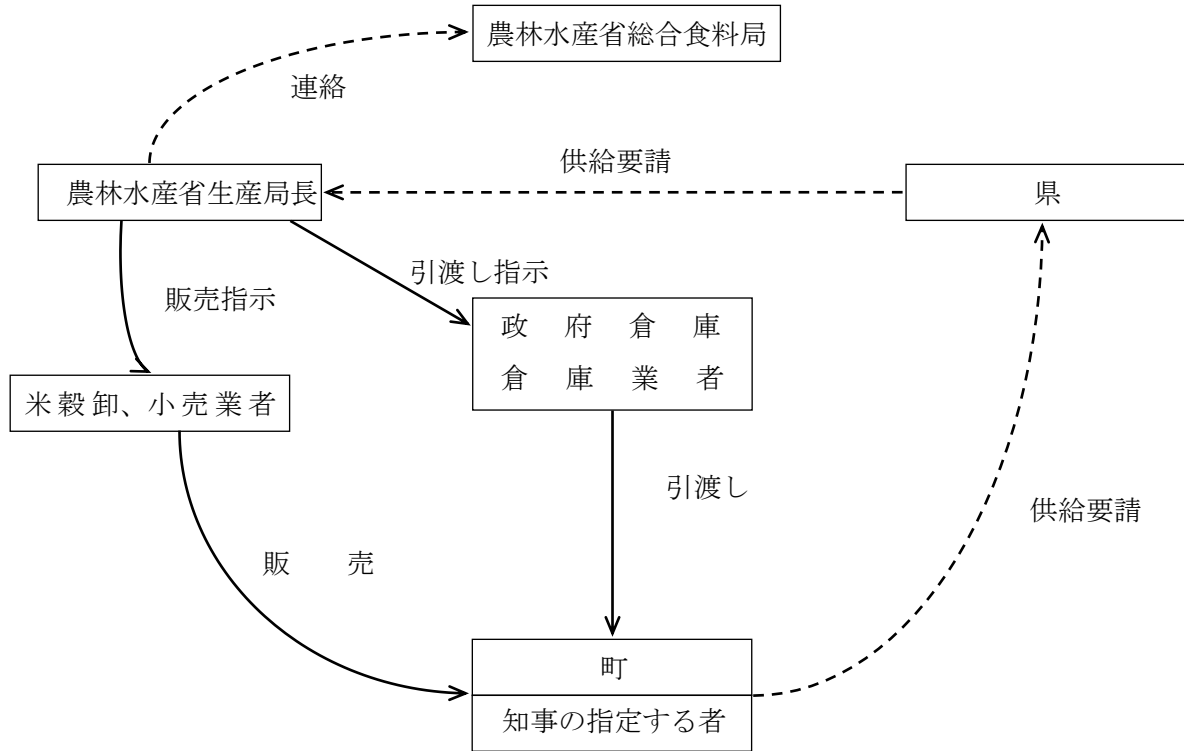 農林水産省総合食料局
連絡
供給要請
農林水産省生産局長
県
引渡し指示
販売指示
政府倉庫
倉庫業者
米穀卸、小売業者
引渡し
供給要請
販売
町
知事の指定する者